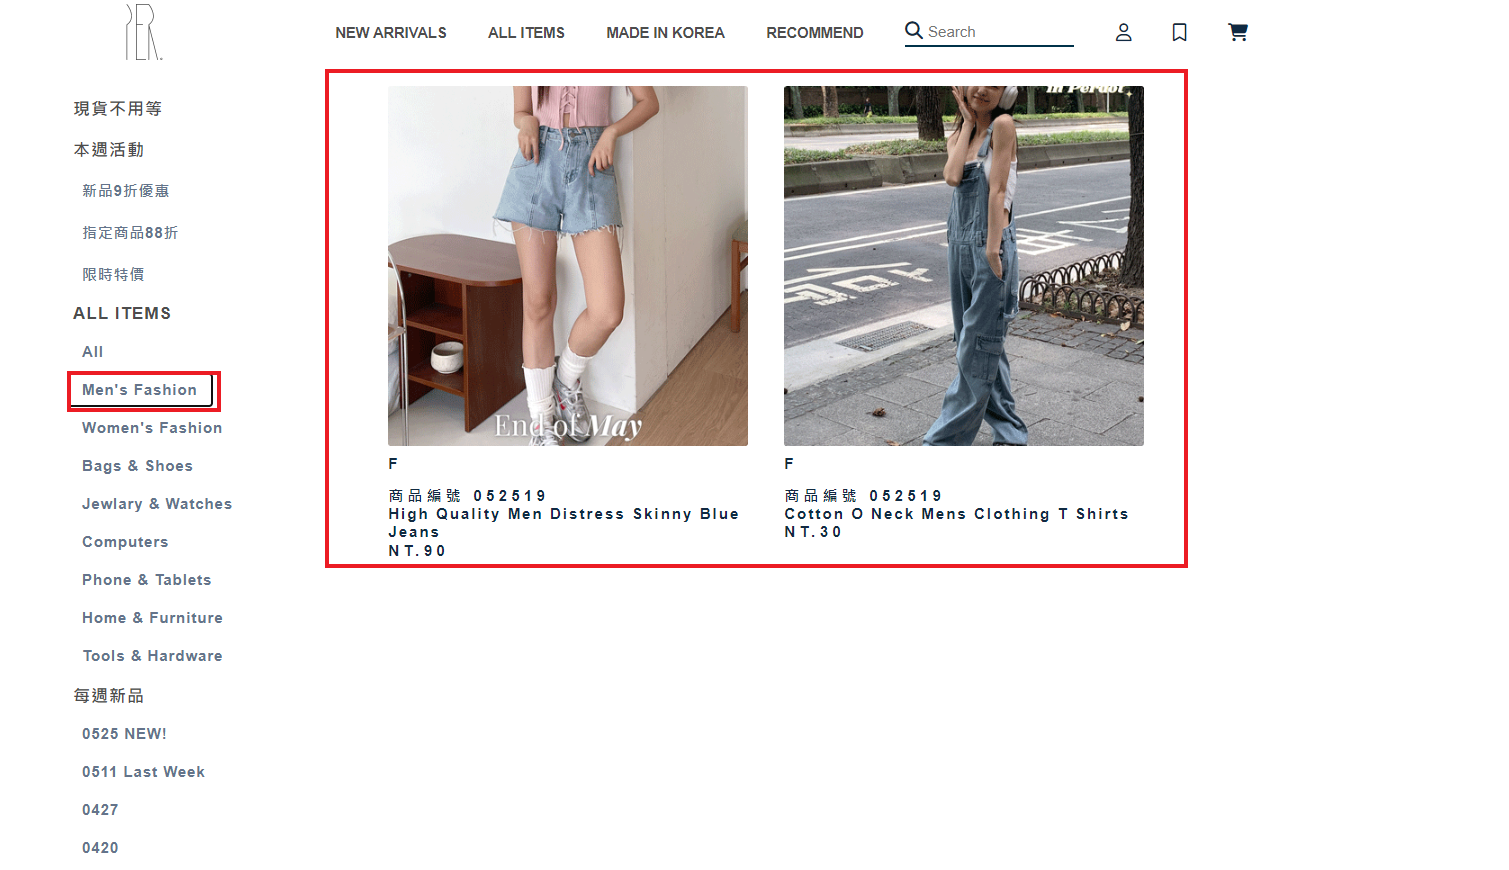 PER.
NEW ARRIVALS
ALL ITEMS
MADE IN KOREA
RECOMMEND
Search
現貨不用等
本週活動
新品9折優惠
指定商品88折
限時特價
ALL ITEMS
All
Men's Fashion
Women's Fashion
Bags & Shoes
Jewlary & Watches
Computers
Phone & Tablets
Home & Furniture
Tools & Hardware
每週新品
0525 NEW!
0511 Last Week
0427
0420
End of May
F
商品編號 052519
High Quality Men Distress Skinny Blue
Jeans
NT.90
in Perdot
F
商品編號 052519
Cotton O Neck Mens Clothing T Shirts
NT.30